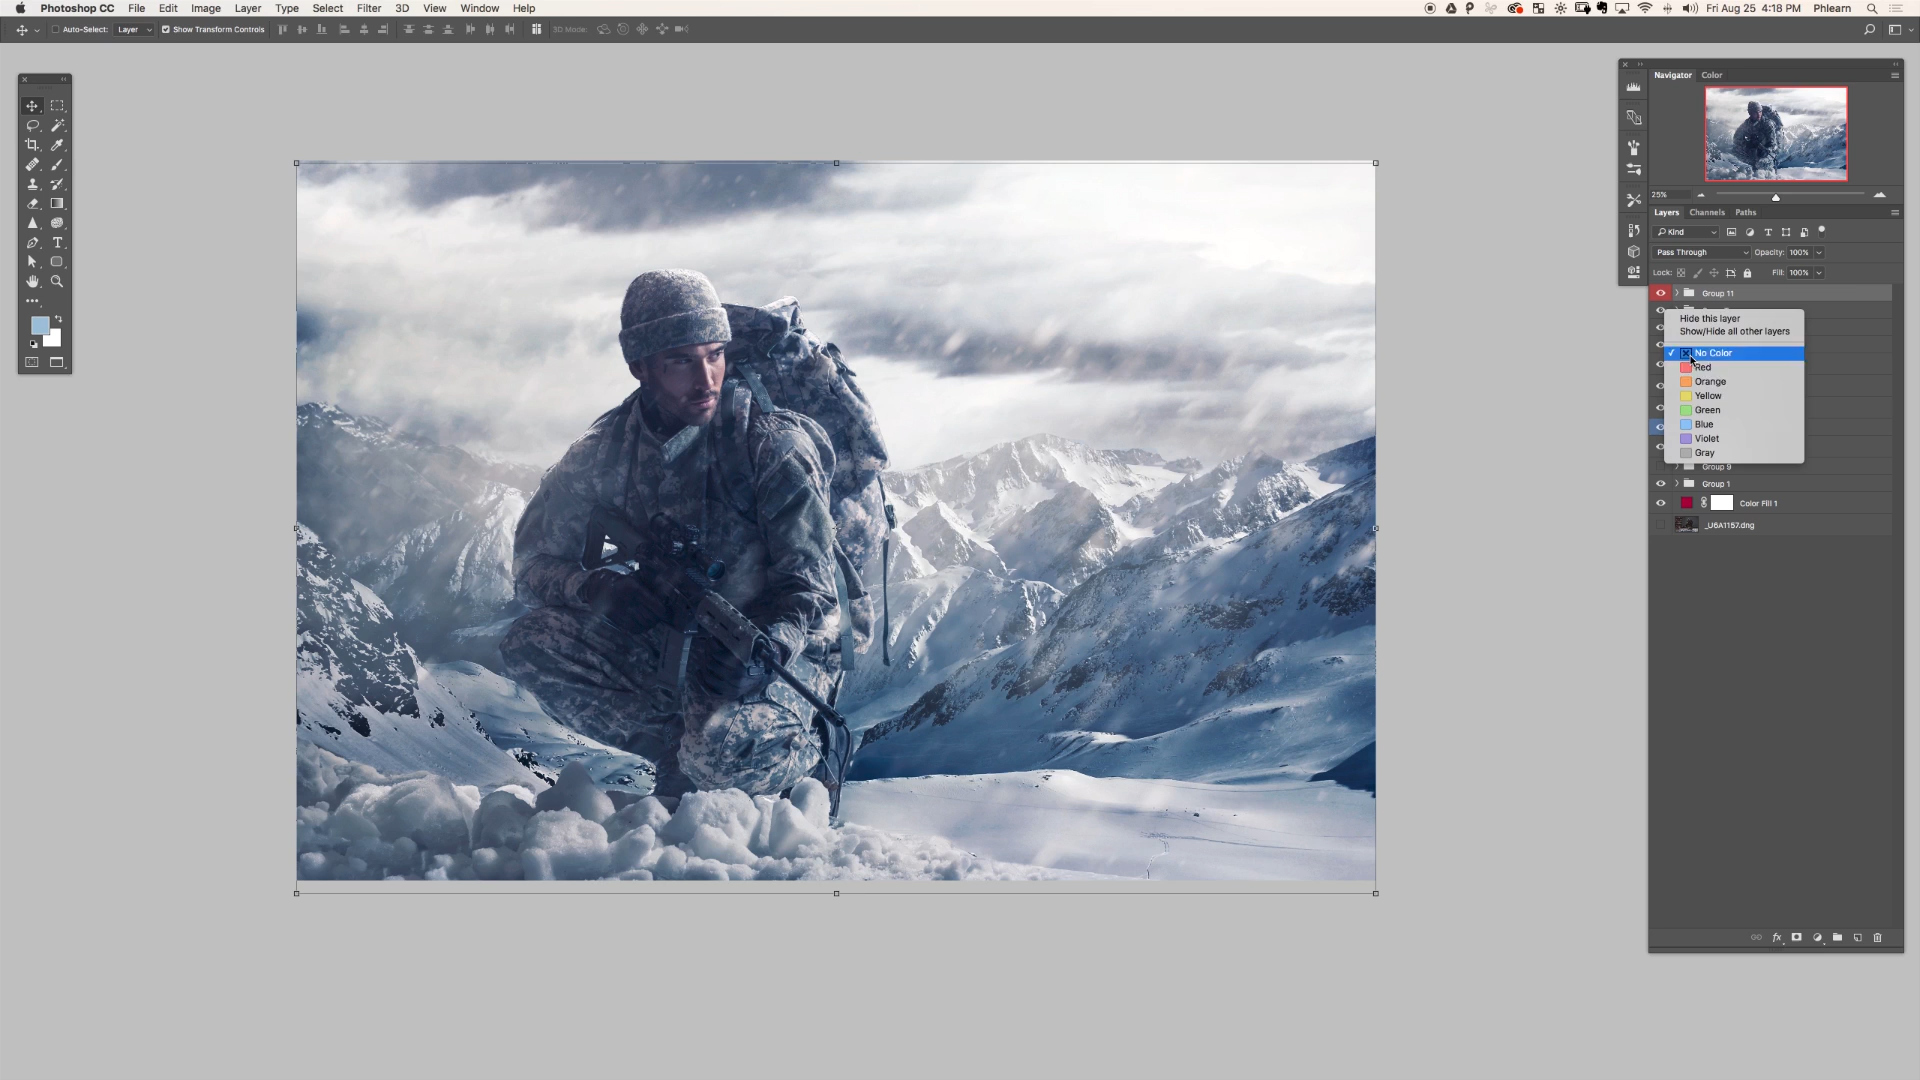 Photoshop CC File Edit Image Layer Type Select Filter 3D View Window Help Fri Aug 25 4:18 PM Phlearn
Auto-Select: Layer Show Transform Controls 3D Mode:
Navigator Color
25%
Layers Channels Paths
Kind
Pass Through Opacity: 100%
Lock: Fill: 100%
Group 11
Hide this layer
Show/Hide all other layers
No Color
Red
Orange
Yellow
Green
Blue
Violet
Gray
Group 9
Group 1
Color Fill 1
_U6A1157.dng
fx